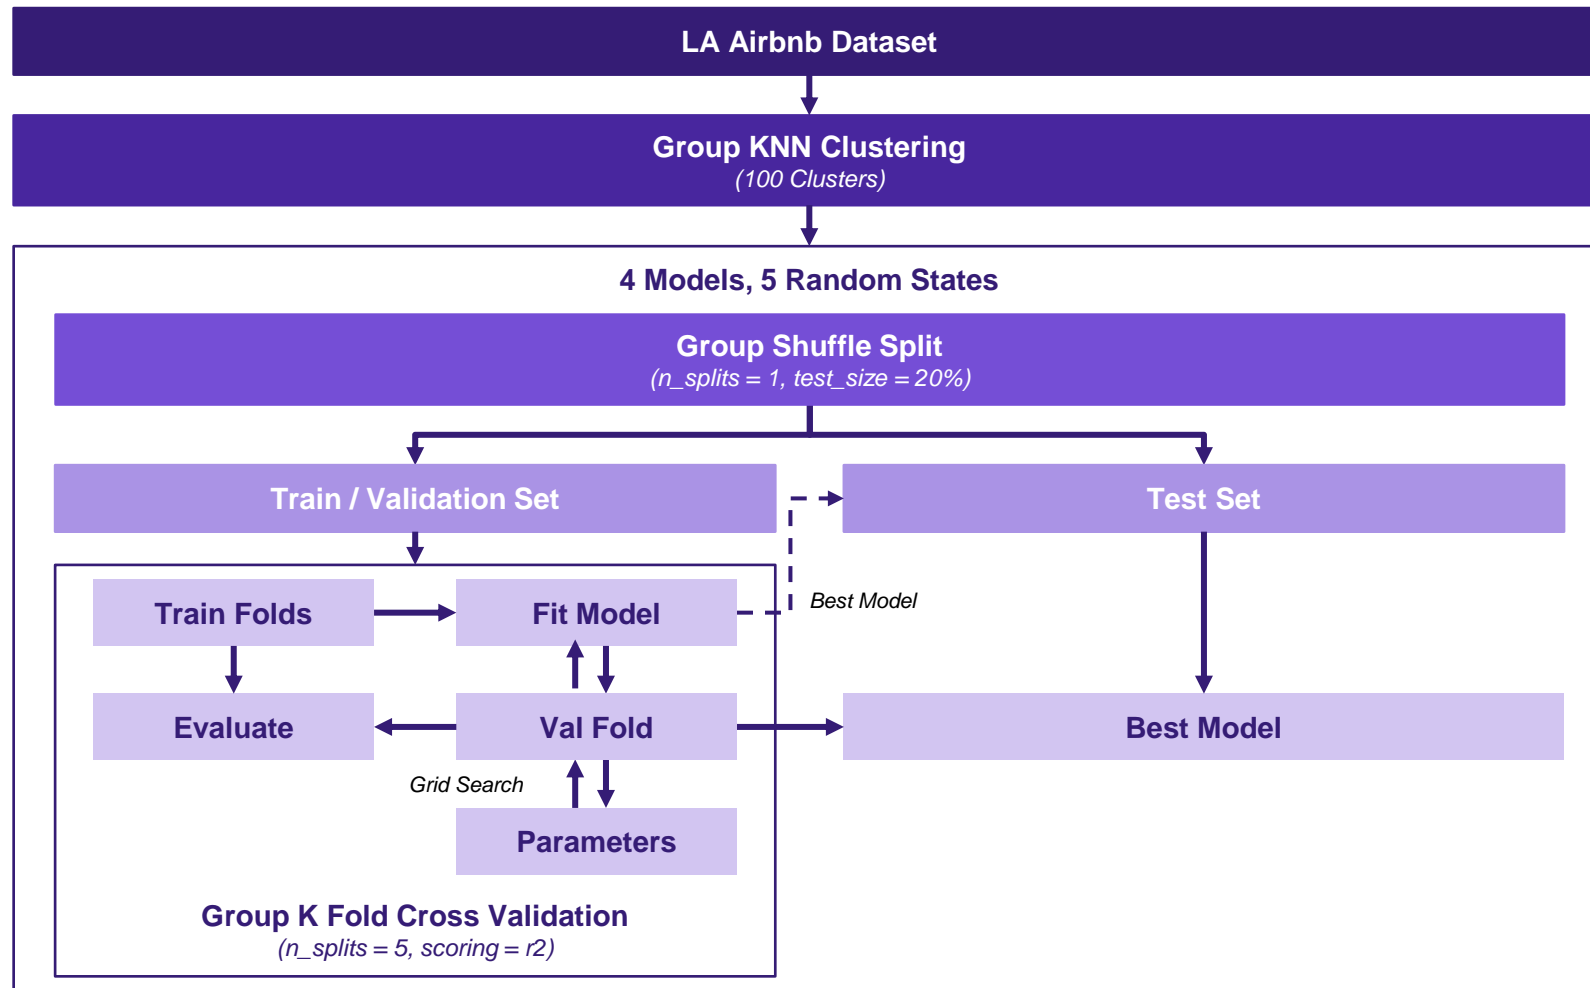 LA Airbnb Dataset
Group KNN Clustering
(100 Clusters)
4 Models, 5 Random States
Group Shuffle Split
(n_splits = 1, test_size = 20%)
Train / Validation Set
Test Set
Train Folds
Fit Model
Best Model
Evaluate
Val Fold
Best Model
Grid Search
Parameters
Group K Fold Cross Validation
(n_splits = 5, scoring = r2)